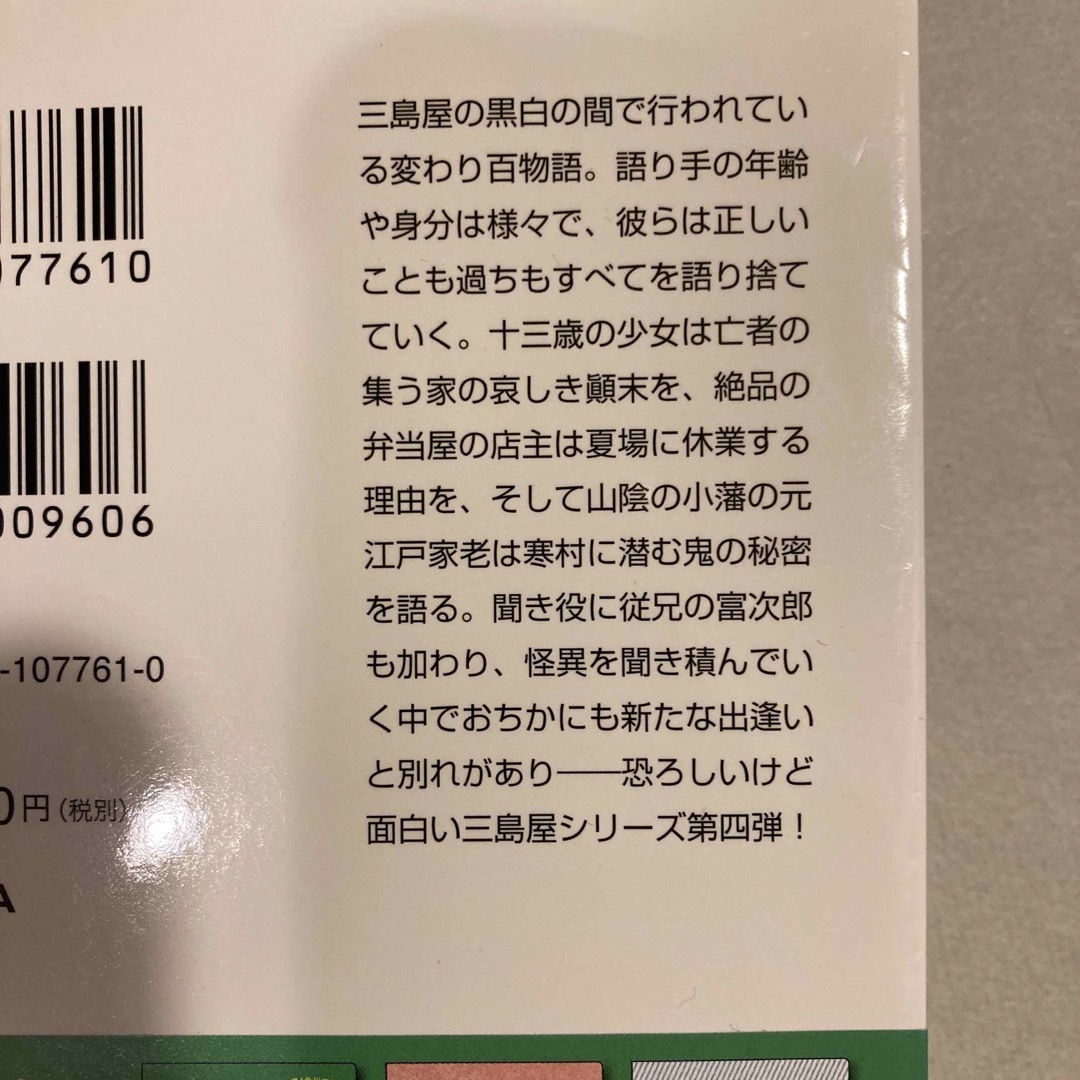 三島屋の黒白の間で行われてい
る変わり百物語。語り手の年齢
や身分は様々で、彼らは正しい
ことも過ちもすべてを語り捨て
ていく。十三歳の少女は亡者の
集う家の哀しき顚末を、絶品の
弁当屋の店主は夏場に休業する
理由を、そして山陰の小藩の元
江戸家老は寒村に潜む鬼の秘密
を語る。聞き役に従兄の富次郎
も加わり、怪異を聞き積んでい
く中でおちかにも新たな出逢い
と別れがあり――恐ろしいけど
面白い三島屋シリーズ第四弾！
077610
009606
-107761-0
0円（税別）
A